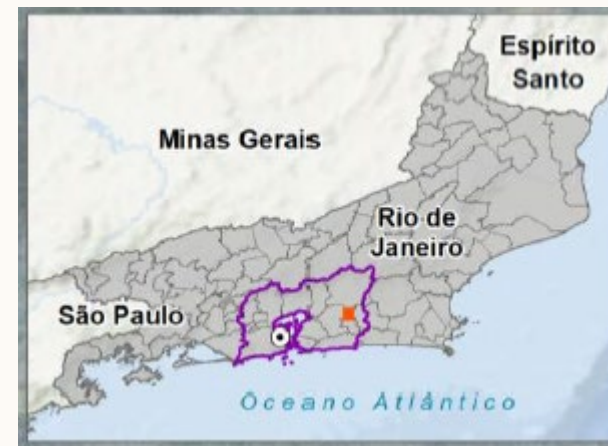 Espírito
Santo
Minas Gerais
Rio de
Janeiro
São Paulo
Oceano Atlântico